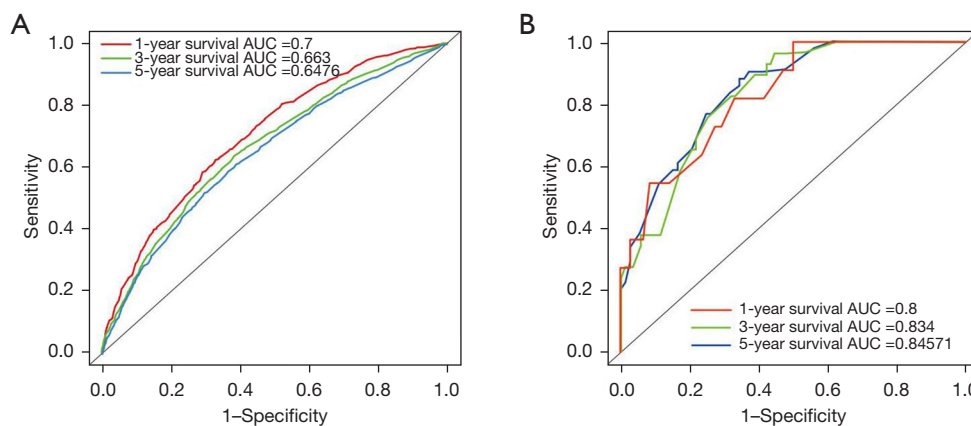 A
1-year survival AUC =0.7
3-year survival AUC =0.663
5-year survival AUC =0.6476
Sensitivity
1.0
0.8
0.6
0.4
0.2
0.0
0.0 0.2 0.4 0.6 0.8 1.0
1–Specificity
B
Sensitivity
1.0
0.8
0.6
0.4
0.2
0.0
1-year survival AUC =0.8
3-year survival AUC =0.834
5-year survival AUC =0.84571
0.0 0.2 0.4 0.6 0.8 1.0
1–Specificity